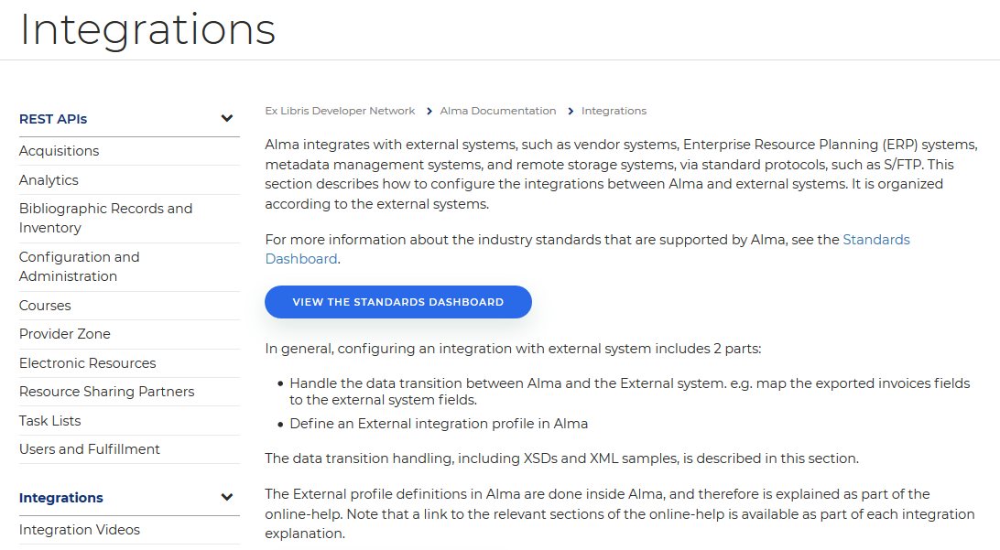 Integrations
REST APIs
Acquisitions
Analytics
Bibliographic Records and
Inventory
Configuration and
Administration
Courses
Provider Zone
Electronic Resources
Resource Sharing Partners
Task Lists
Users and Fulfillment
Integrations
Integration Videos
Ex Libris Developer Network > Alma Documentation > Integrations
Alma integrates with external systems, such as vendor systems, Enterprise Resource Planning (ERP) systems,
metadata management systems, and remote storage systems, via standard protocols, such as S/FTP. This
section describes how to configure the integrations between Alma and external systems. It is organized
according to the external systems.
For more information about the industry standards that are supported by Alma, see the Standards
Dashboard.
VIEW THE STANDARDS DASHBOARD
In general, configuring an integration with external system includes 2 parts:
• Handle the data transition between Alma and the External system. e.g. map the exported invoices fields
to the external system fields.
• Define an External integration profile in Alma
The data transition handling, including XSDs and XML samples, is described in this section.
The External profile definitions in Alma are done inside Alma, and therefore is explained as part of the
online-help. Note that a link to the relevant sections of the online-help is available as part of each integration
explanation.